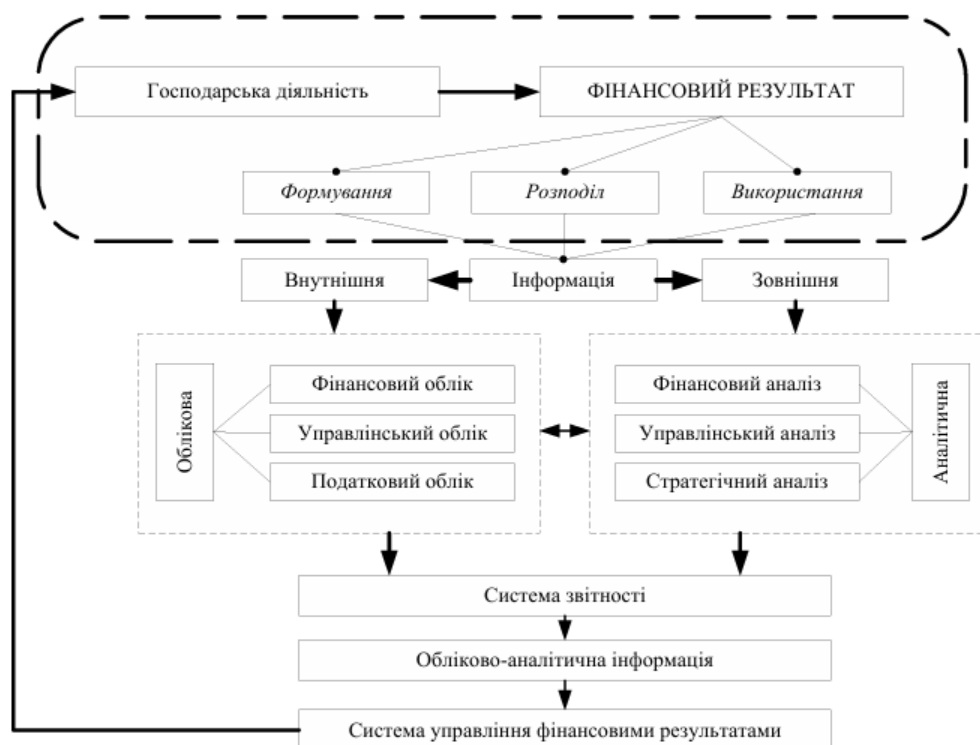 Господарська діяльність
ФІНАНСОВИЙ РЕЗУЛЬТАТ
Формування
Розподіл
Використання
Внутнішня
Інформація
Зовнішня
Облікова
Фінансовий облік
Управлінський облік
Податковий облік
Фінансовий аналіз
Управлінський аналіз
Стратегічний аналіз
Аналітична
Система звітності
Обліково-аналітична інформація
Система управління фінансовими результатами